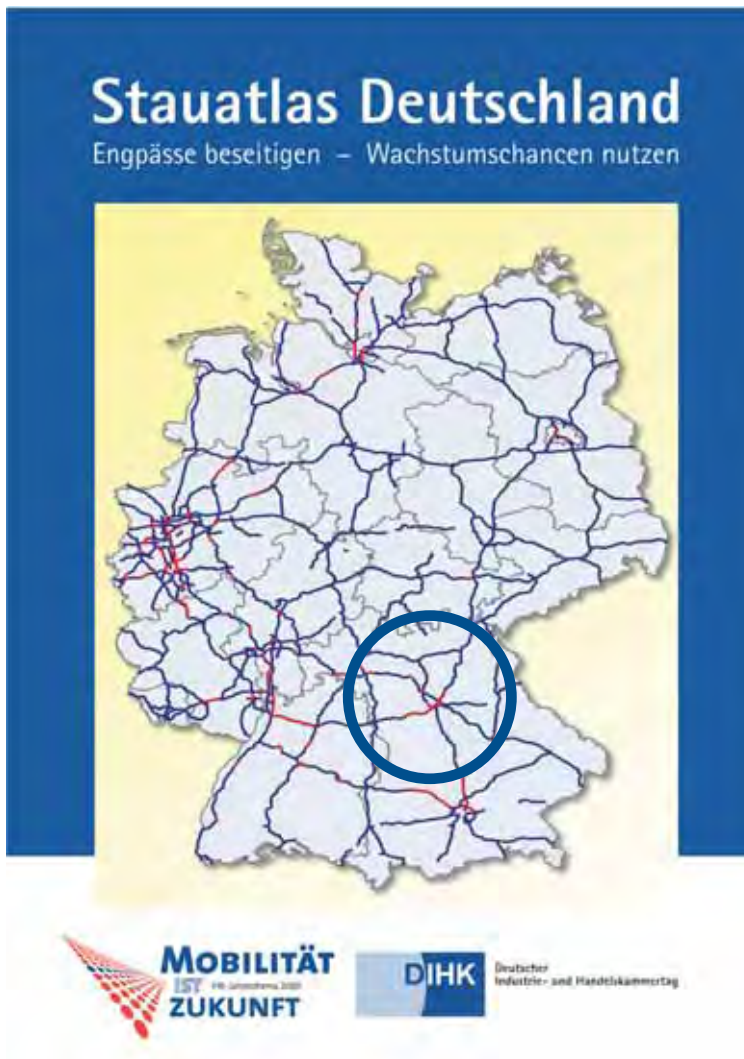 Stauatlas Deutschland
Engpässe beseitigen – Wachstumschancen nutzen
MOBILITÄT
IST
ZUKUNFT
DIHK
Deutscher
Industrie- und Handelskammertag